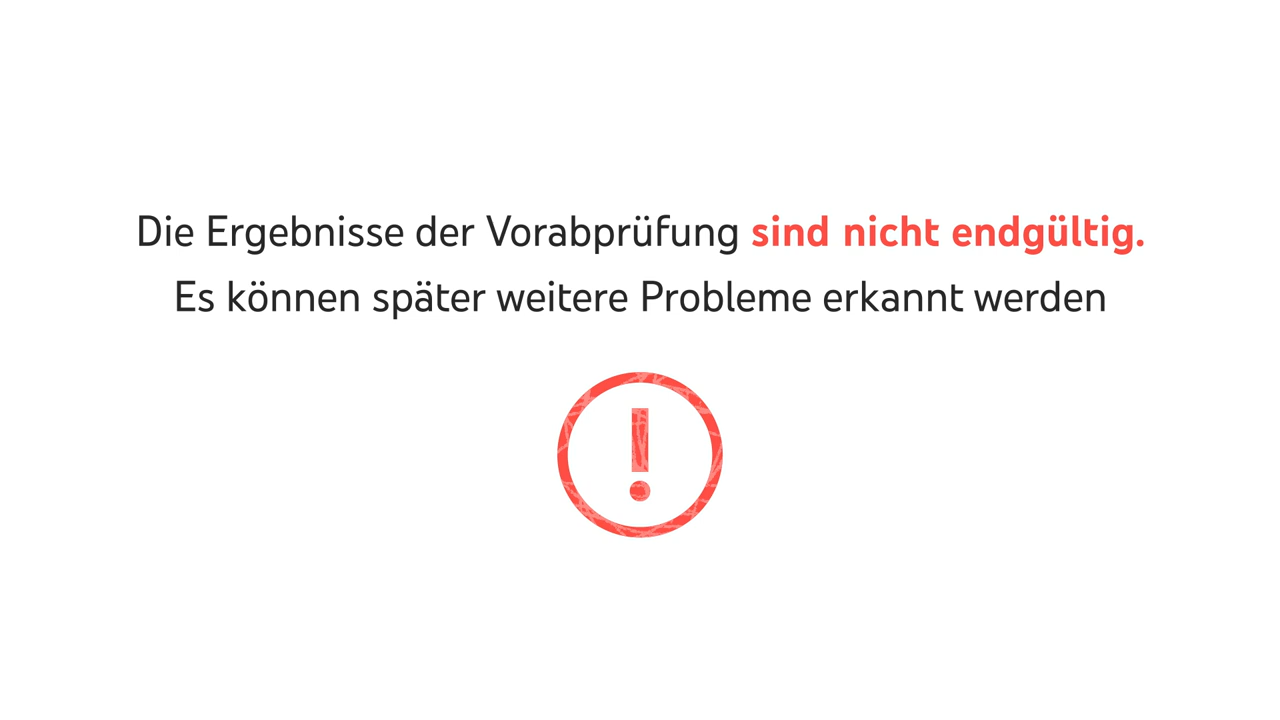 Die Ergebnisse der Vorabprüfung sind nicht endgültig.
Es können später weitere Probleme erkannt werden